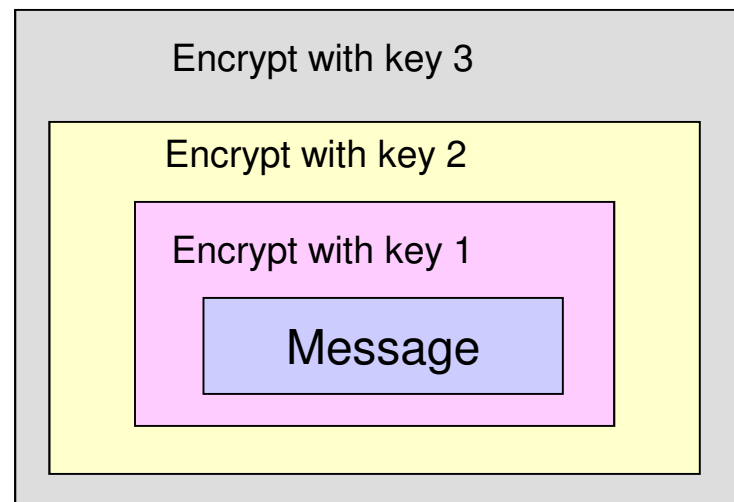 Encrypt with key 3
Encrypt with key 2
Encrypt with key 1
Message